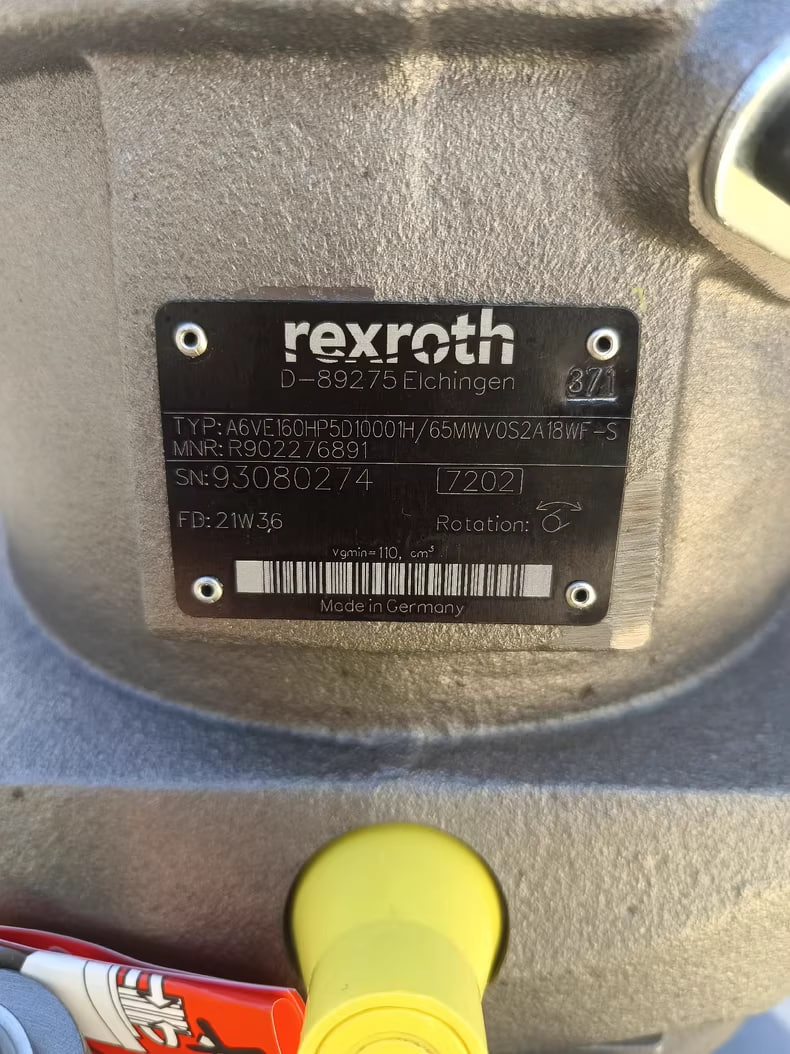 rexroth
D-89275 Elchingen
371
TYP: A6VE160HP5D10001H/65MWV0S2A18WF-S
MNR: R902276891
SN: 93080274
7202
FD: 21W36
Rotation:
Vgmin=110, cm³
Made in Germany